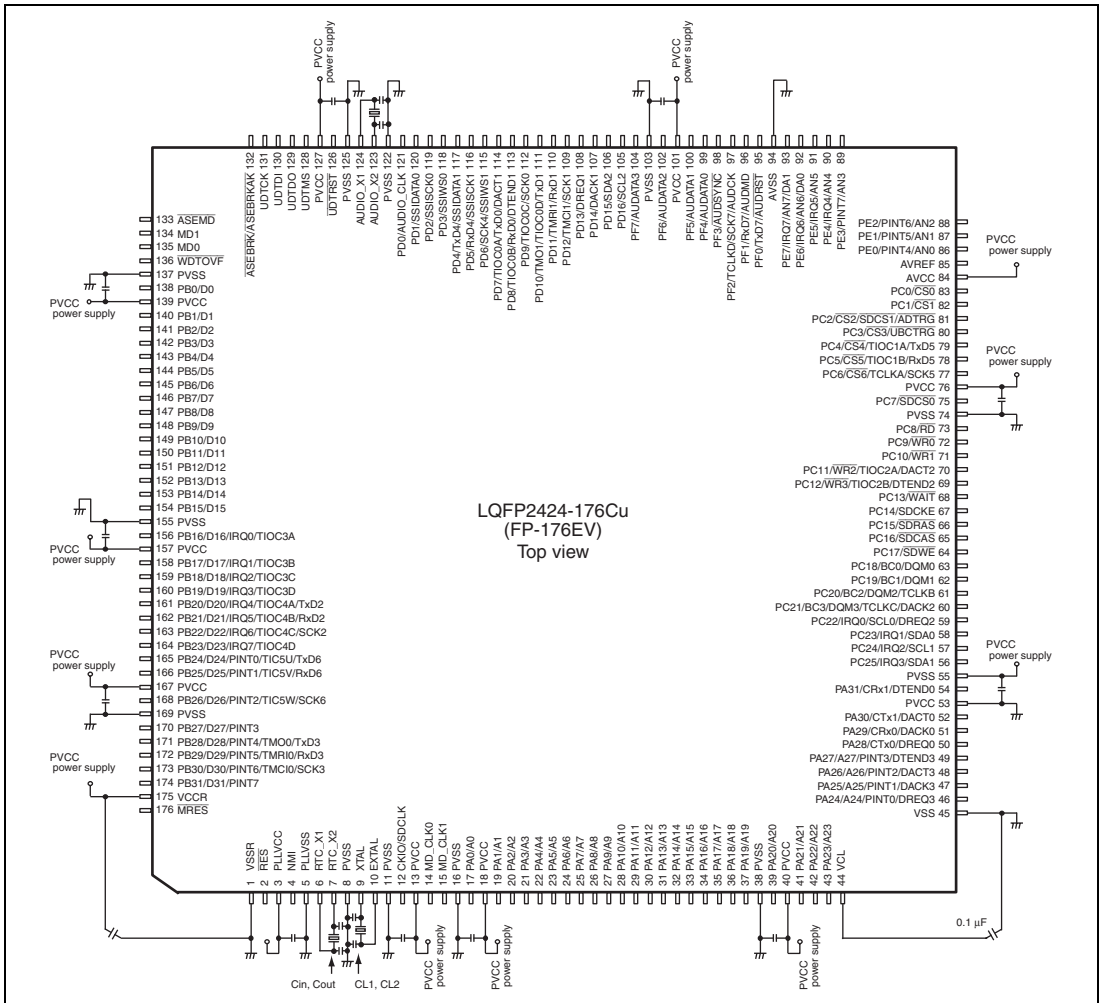 PVCC
power supply
PVCC
power supply
ASEBRK/ASEBRKAK 132
UDTCK 131
UDTDI 130
UDTDO 129
UDTMS 128
PVCC 127
UDTRST 126
PVSS 125
AUDIO_X1 124
AUDIO_X2 123
PVSS 122
PD0/AUDIO_CLK 121
PD1/SSIDATA0 120
PD2/SSISCK0 119
PD3/SSIWS0 118
PD4/TxD4/SSIDATA1 117
PD5/RxD4/SSISCK1 116
PD6/SCK4/SSIWS1 115
PD7/TIOC0A/TxD0/DACT1 114
PD8/TIOC0B/RxD0/DTEND1 113
PD9/TIOC0C/SCK0 112
PD10/TMO1/TIOC0D/TxD1 111
PD11/TMRI1/RxD1 110
PD12/TMCI1/SCK1 109
PD13/DREQ1 108
PD14/DACK1 107
PD15/SDA2 106
PD16/SCL2 105
PF7/AUDATA3 104
PVSS 103
PF6/AUDATA2 102
PVCC 101
PF5/AUDATA1 100
PF4/AUDATA0 99
PF3/AUDSYNC 98
PF2/TCLKD/SCK7/AUDCK 97
PF1/RxD7/AUDMD 96
PF0/TxD7/AUDRST 95
AVSS 94
PE7/IRQ7/AN7/DA1 93
PE6/IRQ6/AN6/DA0 92
PE5/IRQ5/AN5 91
PE4/IRQ4/AN4 90
PE3/PINT7/AN3 89
133 ASEMD
134 MD1
135 MD0
136 WDTOVF
137 PVSS
138 PB0/D0
139 PVCC
PVCC
power supply
140 PB1/D1
141 PB2/D2
142 PB3/D3
143 PB4/D4
144 PB5/D5
145 PB6/D6
146 PB7/D7
147 PB8/D8
148 PB9/D9
149 PB10/D10
150 PB11/D11
151 PB12/D12
152 PB13/D13
153 PB14/D14
154 PB15/D15
155 PVSS
156 PB16/D16/IRQ0/TIOC3A
157 PVCC
PVCC
power supply
158 PB17/D17/IRQ1/TIOC3B
159 PB18/D18/IRQ2/TIOC3C
160 PB19/D19/IRQ3/TIOC3D
161 PB20/D20/IRQ4/TIOC4A/TxD2
162 PB21/D21/IRQ5/TIOC4B/RxD2
163 PB22/D22/IRQ6/TIOC4C/SCK2
164 PB23/D23/IRQ7/TIOC4D
165 PB24/D24/PINT0/TIC5U/TxD6
166 PB25/D25/PINT1/TIC5V/RxD6
PVCC
power supply
167 PVCC
168 PB26/D26/PINT2/TIC5W/SCK6
169 PVSS
170 PB27/D27/PINT3
171 PB28/D28/PINT4/TMO0/TxD3
172 PB29/D29/PINT5/TMRI0/RxD3
173 PB30/D30/PINT6/TMCI0/SCK3
174 PB31/D31/PINT7
PVCC
power supply
175 VCCR
176 MRES
LQFP2424-176Cu
(FP-176EV)
Top view
PE2/PINT6/AN2 88
PE1/PINT5/AN1 87
PE0/PINT4/AN0 86
AVREF 85
AVCC 84
PVCC
power supply
PC0/CS0 83
PC1/CS1 82
PC2/CS2/SDCS1/ADTRG 81
PC3/CS3/UBCTRG 80
PC4/CS4/TIOC1A/TxD5 79
PC5/CS5/TIOC1B/RxD5 78
PC6/CS6/TCLKA/SCK5 77
PVCC
power supply
PVCC 76
PC7/SDCS0 75
PVSS 74
PC8/RD 73
PC9/WR0 72
PC10/WR1 71
PC11/WR2/TIOC2A/DACT2 70
PC12/WR3/TIOC2B/DTEND2 69
PC13/WAIT 68
PC14/SDCKE 67
PC15/SDRAS 66
PC16/SDCAS 65
PC17/SDWE 64
PC18/BC0/DQM0 63
PC19/BC1/DQM1 62
PC20/BC2/DQM2/TCLKB 61
PC21/BC3/DQM3/TCLKC/DACK2 60
PC22/IRQ0/SCL0/DREQ2 59
PC23/IRQ1/SDA0 58
PC24/IRQ2/SCL1 57
PC25/IRQ3/SDA1 56
PVCC
power supply
PVSS 55
PA31/CRx1/DTEND0 54
PVCC 53
PA30/CTx1/DACT0 52
PA29/CRx0/DACK0 51
PA28/CTx0/DREQ0 50
PA27/A27/PINT3/DTEND3 49
PA26/A26/PINT2/DACT3 48
PA25/A25/PINT1/DACK3 47
PA24/A24/PINT0/DREQ3 46
VSS 45
1 VSSR
2 RES
3 PLLVCC
4 NMI
5 PLLVSS
6 RTC_X1
7 RTC_X2
8 PVSS
9 XTAL
10 EXTAL
11 PVSS
12 CKIO/SDCLK
13 PVCC
14 MD_CLK0
15 MD_CLK1
16 PVSS
17 PA0/A0
18 PVCC
19 PA1/A1
20 PA2/A2
21 PA3/A3
22 PA4/A4
23 PA5/A5
24 PA6/A6
25 PA7/A7
26 PA8/A8
27 PA9/A9
28 PA10/A10
29 PA11/A11
30 PA12/A12
31 PA13/A13
32 PA14/A14
33 PA15/A15
34 PA16/A16
35 PA17/A17
36 PA18/A18
37 PA19/A19
38 PVSS
39 PA20/A20
40 PVCC
41 PA21/A21
42 PA22/A22
43 PA23/A23
44 VCL
0.1 μF
Cin, Cout
CL1, CL2
PVCC
power supply
PVCC
power supply
PVCC
power supply